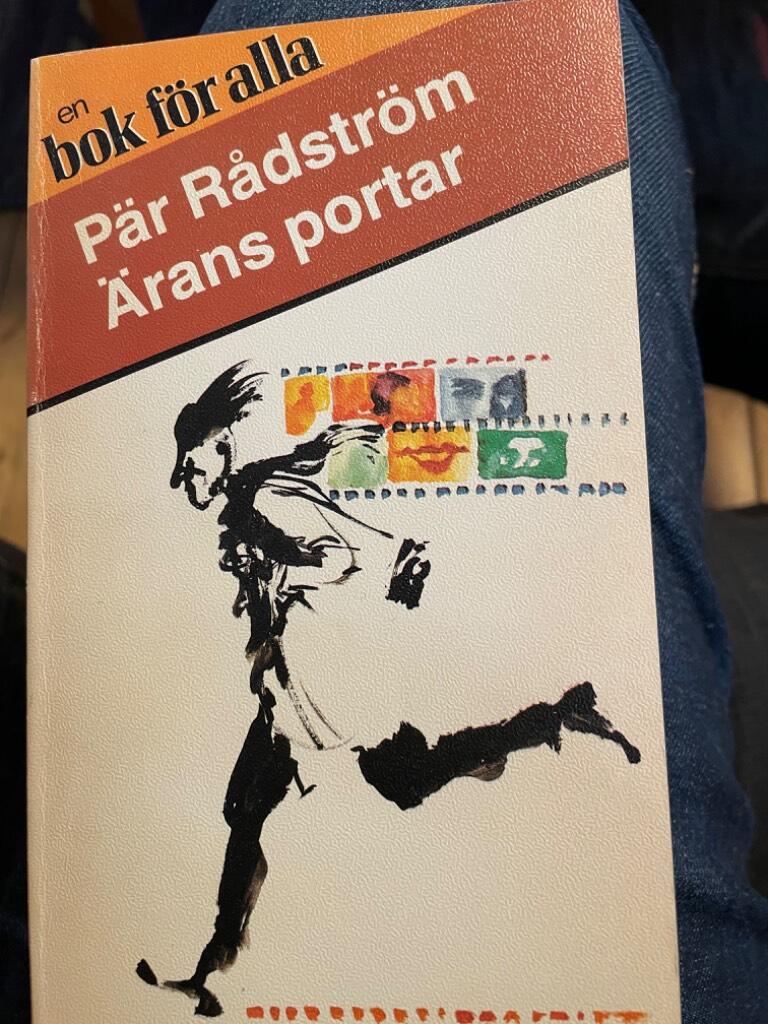 en
bok för alla
Pär Rådström
Ärans portar